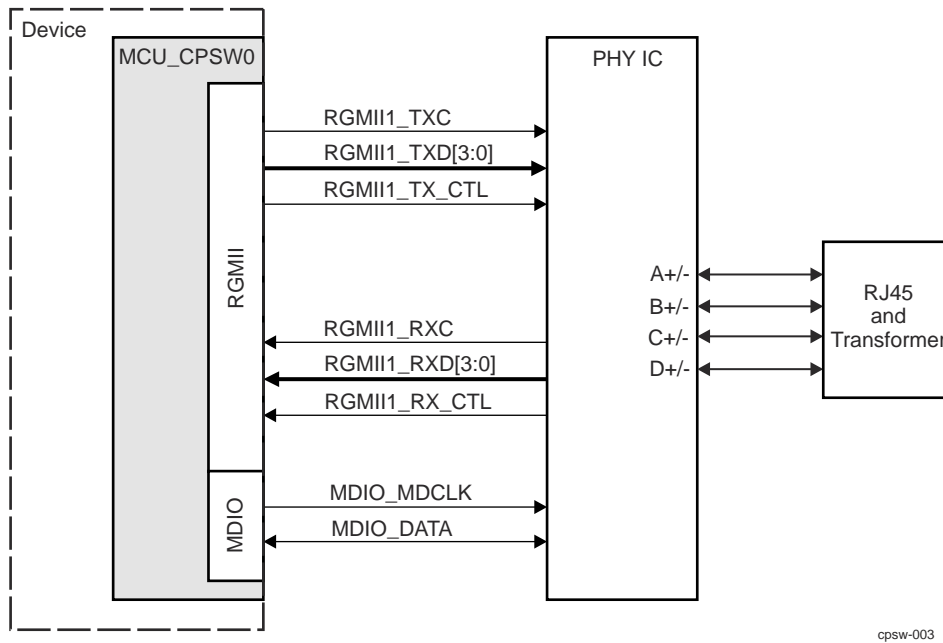 Device
MCU_CPSW0
PHY IC
RGMII1_TXC
RGMII1_TXD[3:0]
RGMII1_TX_CTL
RGMII
A+/-
B+/-
C+/-
D+/-
RJ45
and
Transformer
RGMII1_RXC
RGMII1_RXD[3:0]
RGMII1_RX_CTL
MDIO
MDIO_MDCLK
MDIO_DATA
cpsw-003